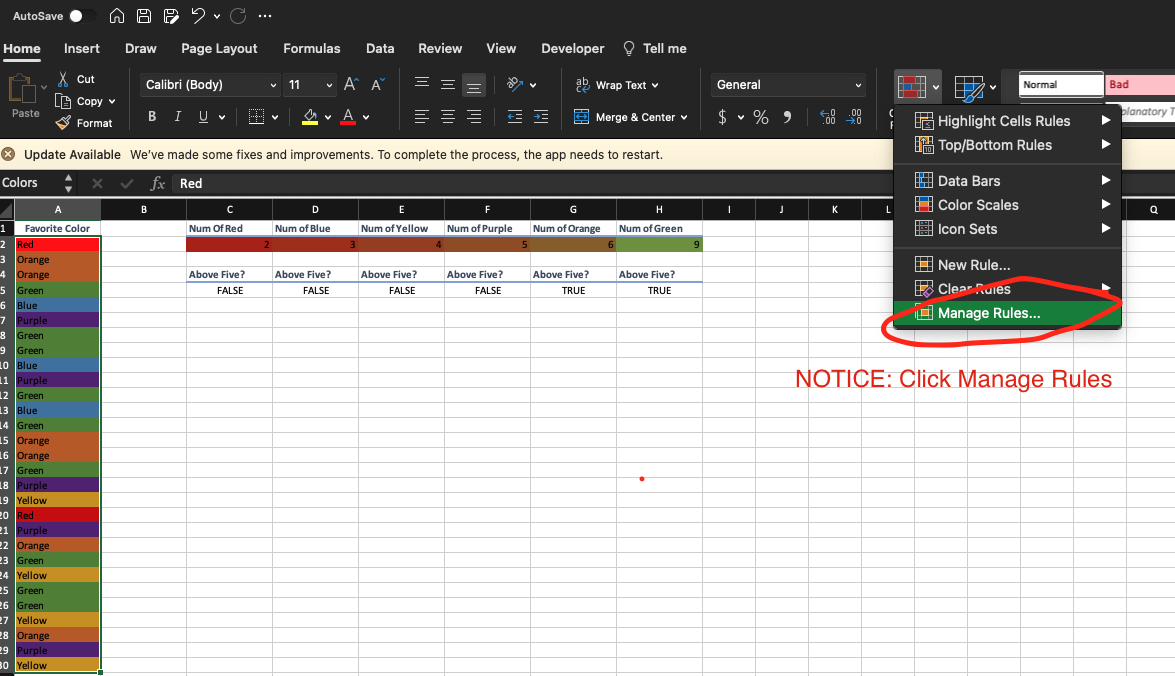 AutoSave
Home Insert Draw Page Layout Formulas Data Review View Developer Tell me
Cut
Calibri (Body) 11 Wrap Text General Normal Bad
Copy
Paste
Format B I U A Merge & Center $ %
Highlight Cells Rules
Top/Bottom Rules
Update Available We've made some fixes and improvements. To complete the process, the app needs to restart.
Data Bars
Colors fx Red
Color Scales
A B C D E F G H I J K L Q
Icon Sets
1 Favorite Color Num Of Red Num of Blue Num of Yellow Num of Purple Num of Orange Num of Green
2 Red 2 3 4 5 6 9
3 Orange
New Rule...
4 Orange Above Five? Above Five? Above Five? Above Five? Above Five? Above Five?
Clear Rules
5 Green FALSE FALSE FALSE FALSE TRUE TRUE
6 Blue
Manage Rules...
7 Purple
8 Green
9 Green
10 Blue
NOTICE: Click Manage Rules
11 Purple
12 Green
13 Blue
14 Green
15 Orange
16 Orange
17 Green
18 Purple
19 Yellow
20 Red
21 Purple
22 Orange
23 Green
24 Yellow
25 Green
26 Green
27 Yellow
28 Orange
29 Purple
30 Yellow